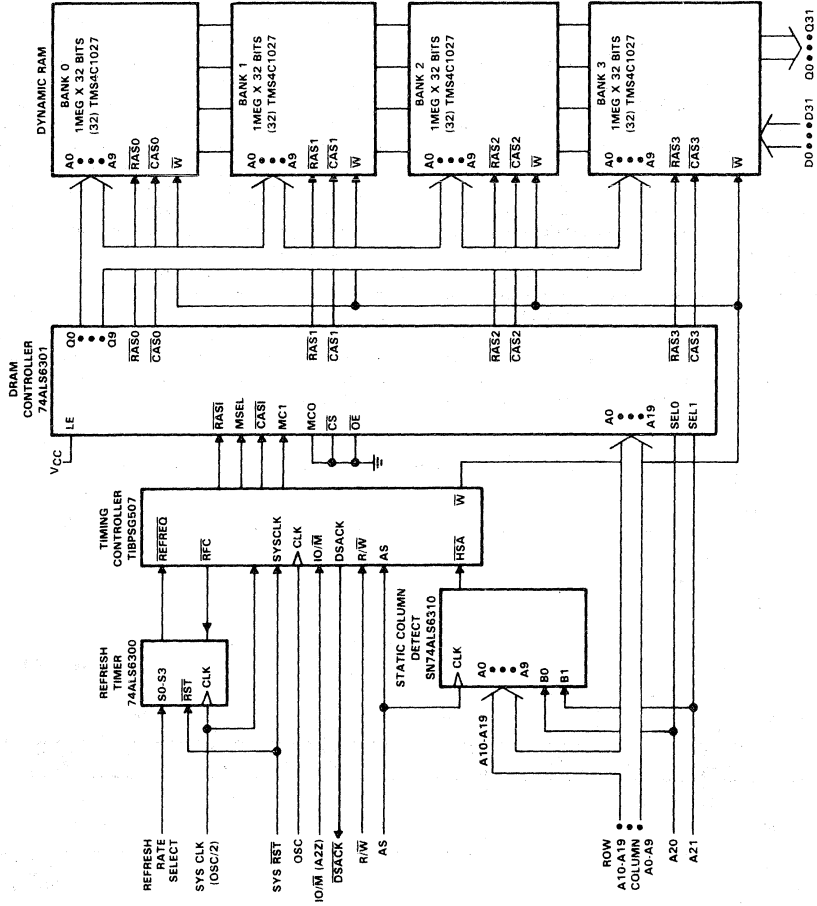 DYNAMIC RAM
BANK 0
1MEG X 32 BITS
(32) TMS4C1027
A0
A9
RAS0
CAS0
W
BANK 1
1MEG X 32 BITS
(32) TMS4C1027
A0
A9
RAS1
CAS1
W
BANK 2
1MEG X 32 BITS
(32) TMS4C1027
A0
A9
RAS2
CAS2
W
BANK 3
1MEG X 32 BITS
(32) TMS4C1027
A0
A9
RAS3
CAS3
W
D0•••D31
Q0•••Q31
DRAM
CONTROLLER
74ALS6301
Q0
Q9
RAS0
CAS0
RAS1
CAS1
RAS2
CAS2
RAS3
CAS3
VCC
LE
RASI
MSEL
CASI
MC1
MC0
CS
OE
A0
A19
SEL0
SEL1
TIMING
CONTROLLER
TIBPSG507
REFREQ
RFC
SYSCLK
CLK
IO/M
DSACK
R/W
AS
HSA
W
REFRESH
TIMER
74ALS6300
S0-S3
RST
CLK
STATIC COLUMN
DETECT
SN74ALS6310
CLK
A0
A9
B0
B1
A10-A19
REFRESH
RATE
SELECT
SYS CLK
(OSC/2)
SYS RST
OSC
IO/M (A2Z)
DSACK
R/W
AS
ROW
A10-A19
COLUMN
A0-A9
A20
A21